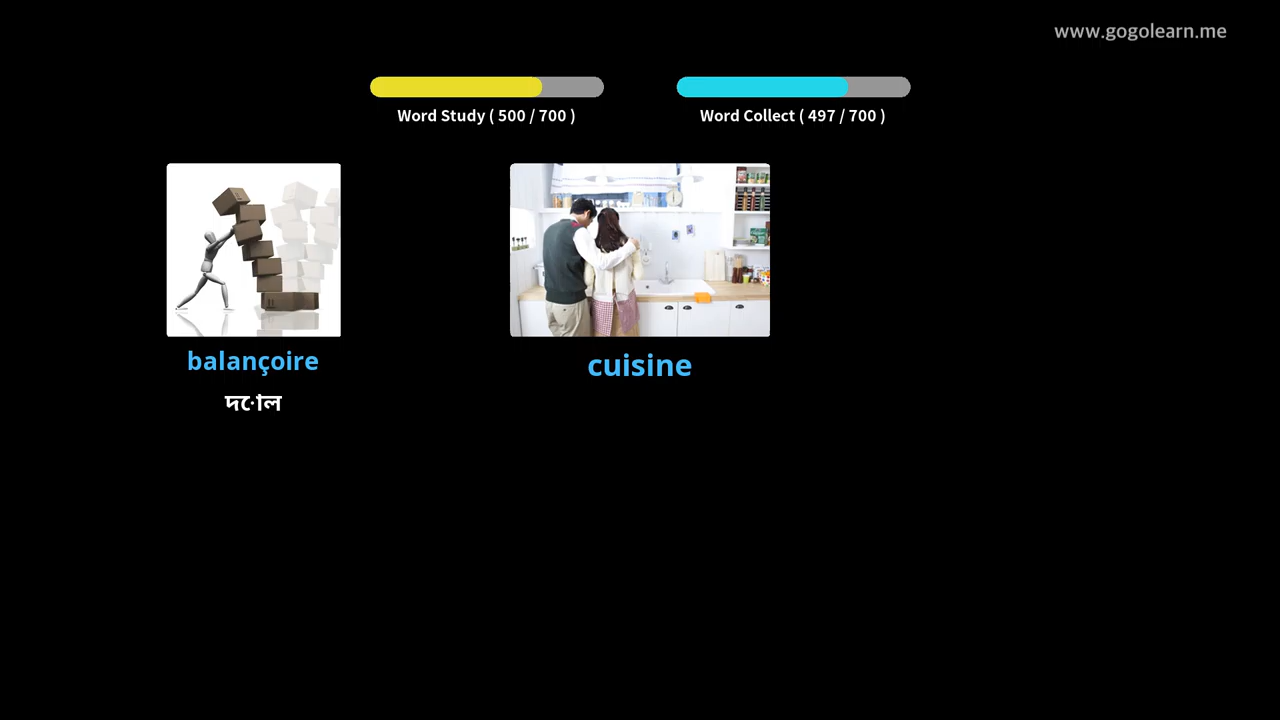 www.gogolearn.me
Word Study ( 500 / 700 )
Word Collect ( 497 / 700 )
balançoire
দোল
cuisine